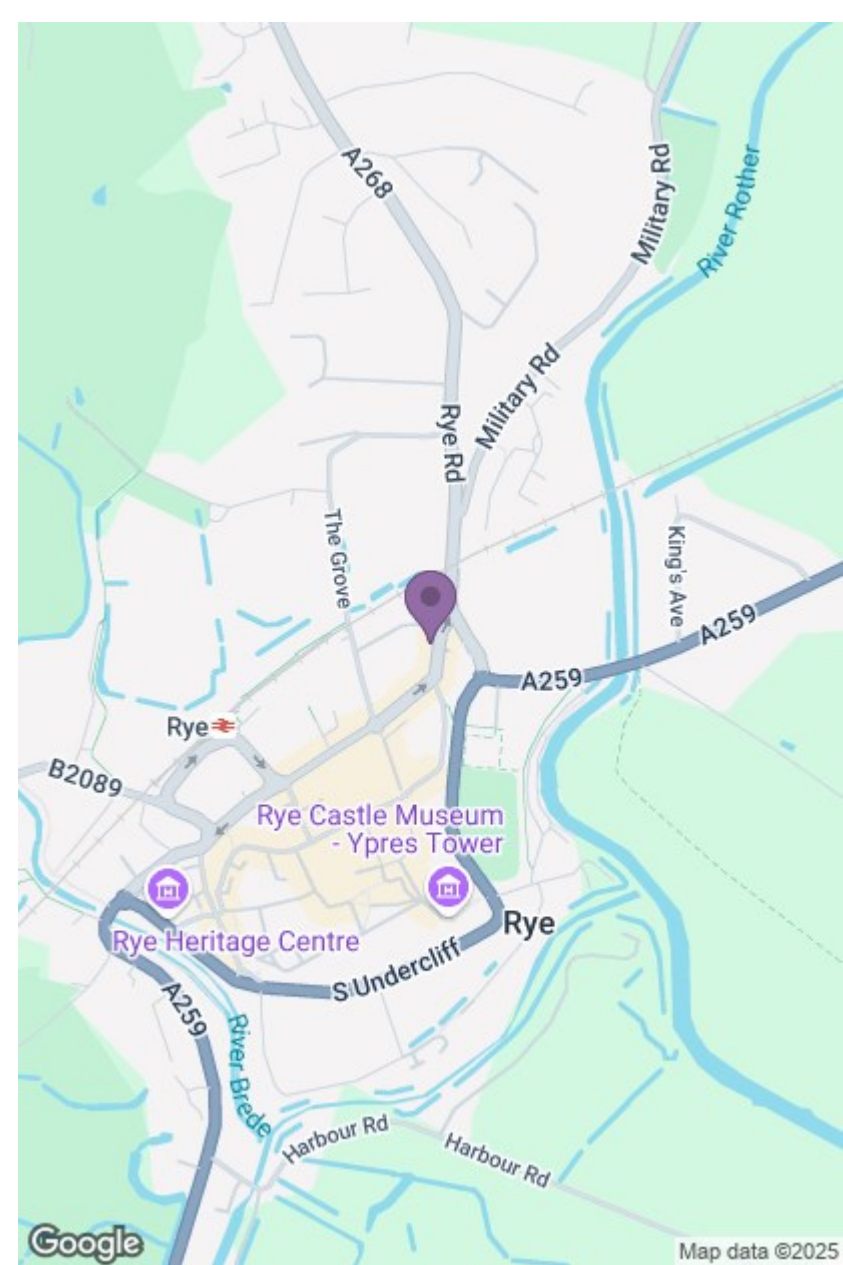 A268
Military Rd
River Rother
Military Rd
Rye Rd
The Grove
King's Ave
A259
A259
Rye
B2089
Rye Castle Museum
- Ypres Tower
Rye Heritage Centre
Rye
S Undercliff
A259
River Brede
Harbour Rd
Harbour Rd
Google
Map data ©2025